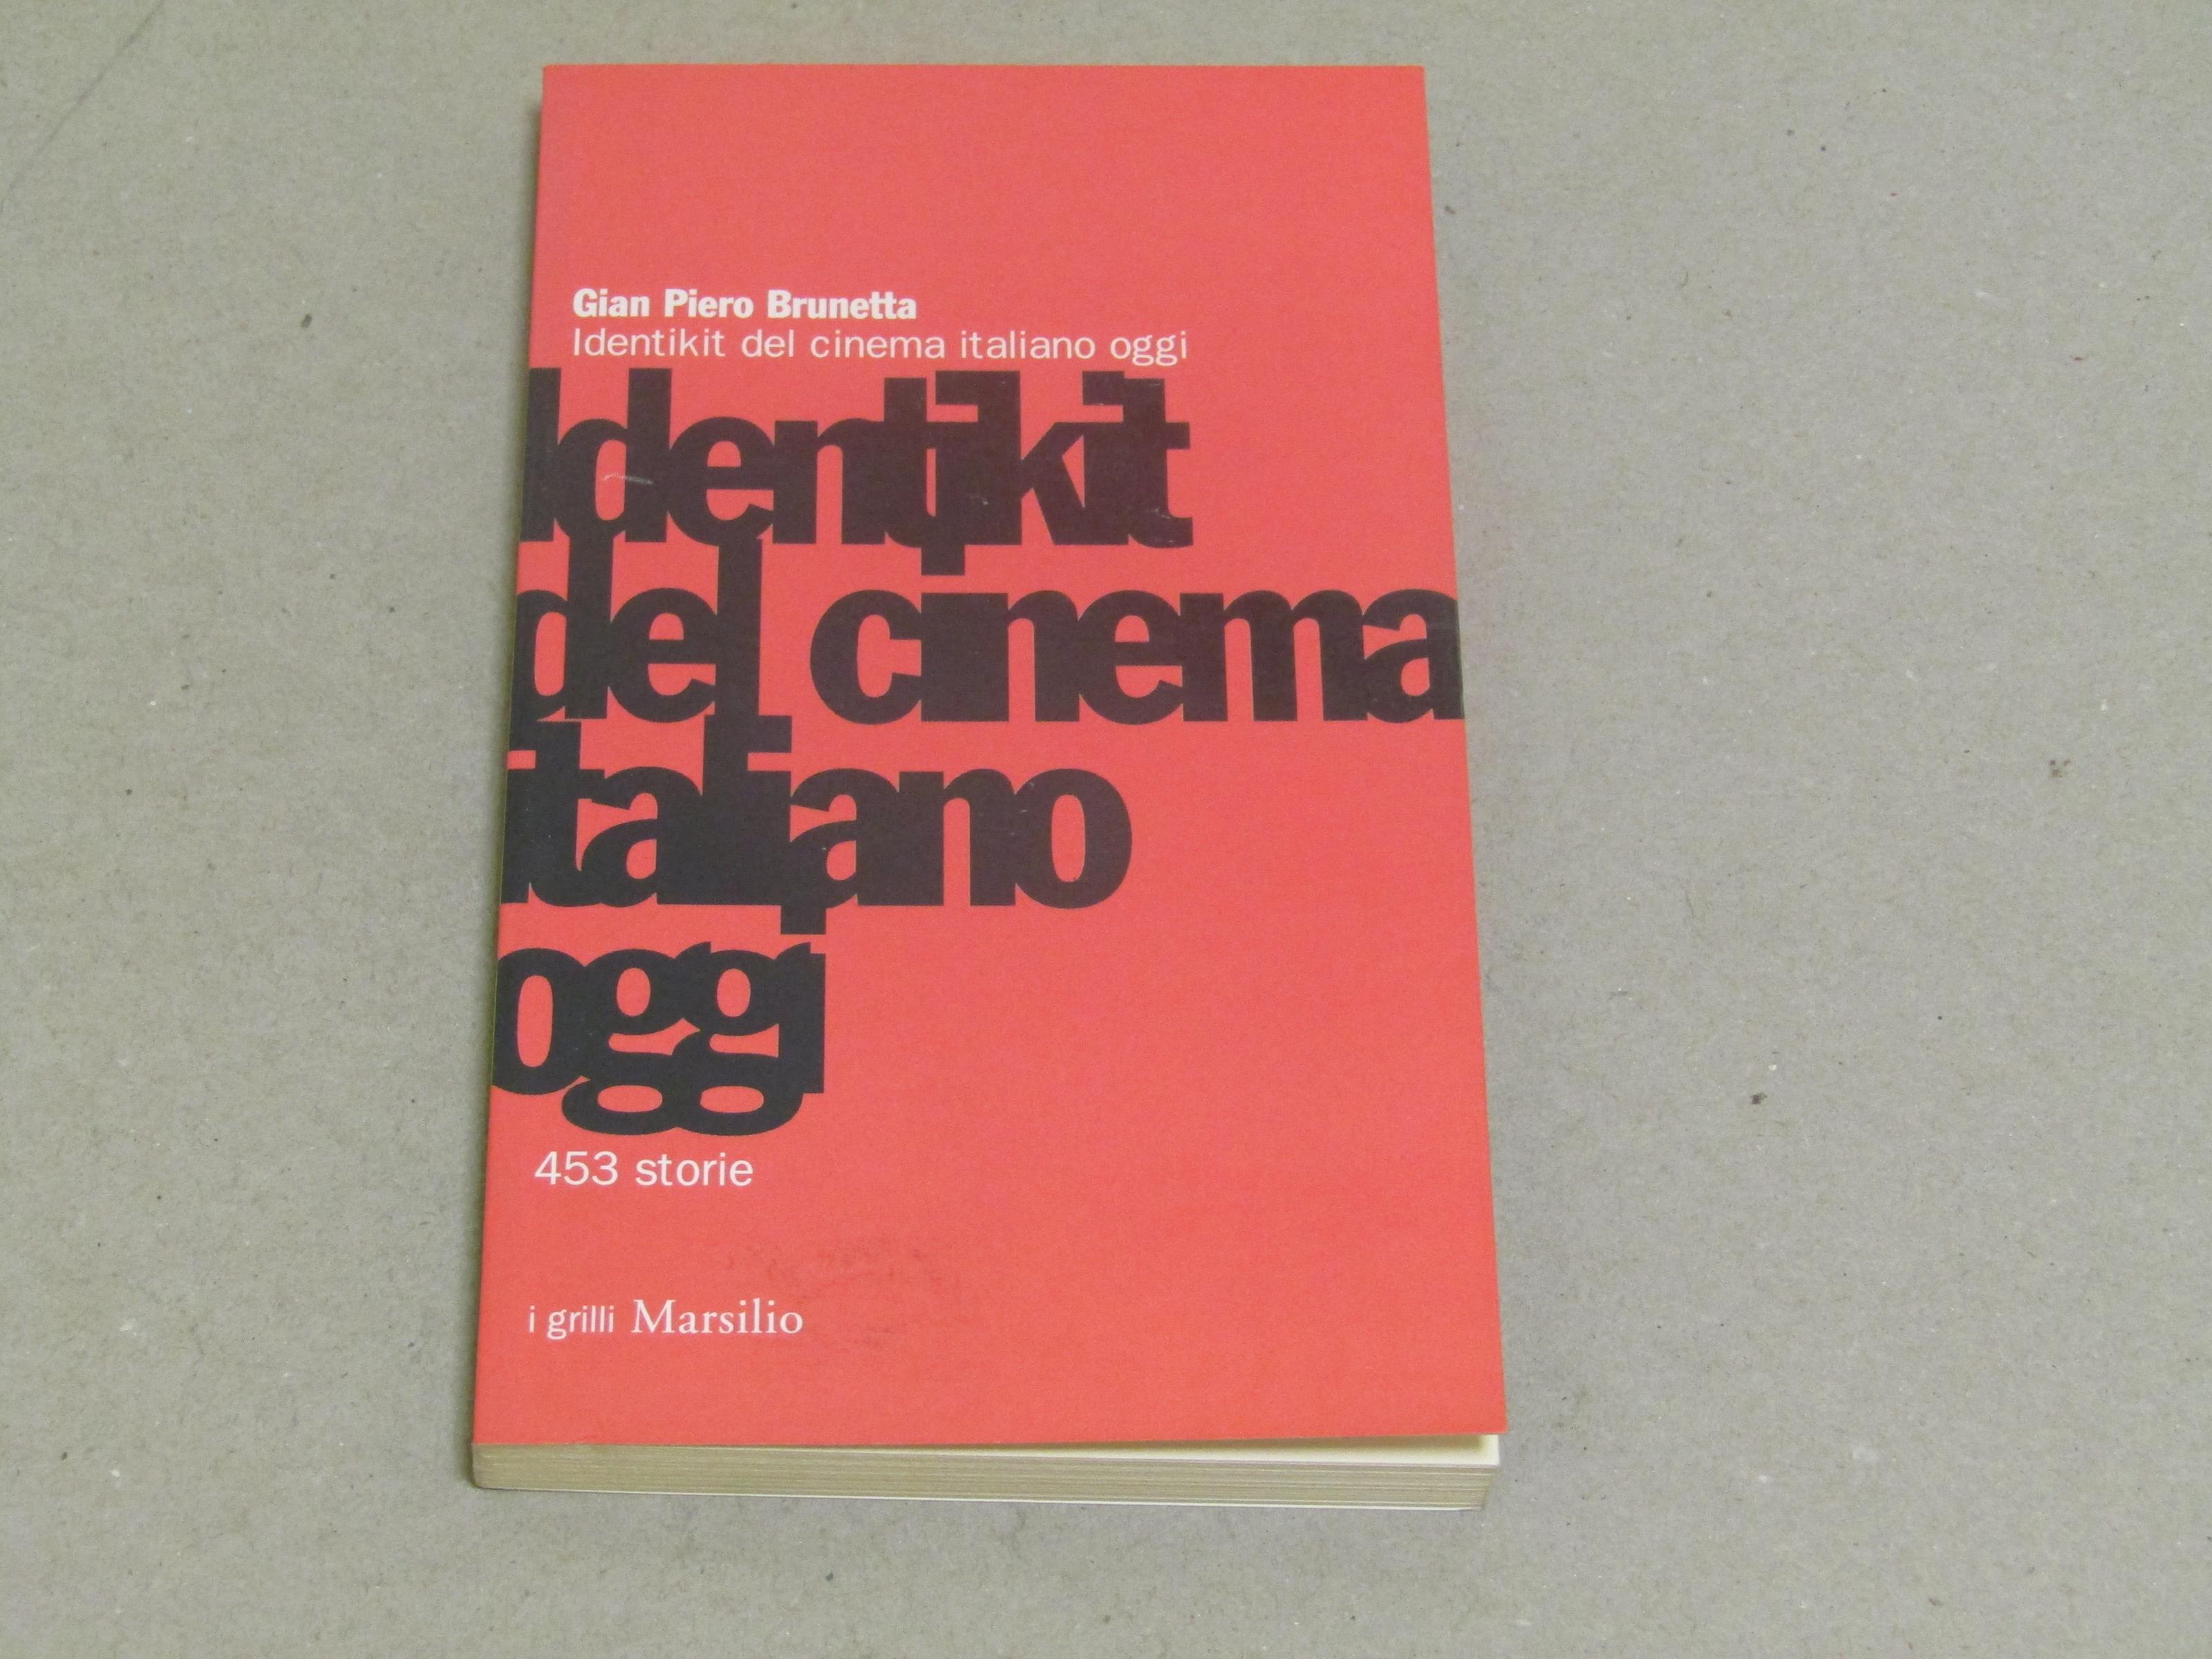 Gian Piero Brunetta
Identikit del cinema italiano oggi
Identikit
del cinema
italiano
oggi
453 storie
i grilli Marsilio